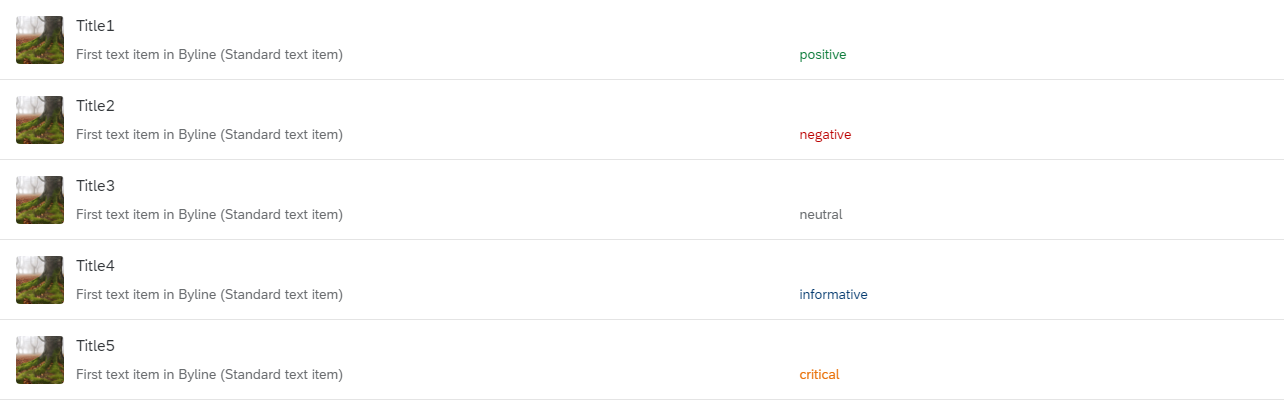 Title1
First text item in Byline (Standard text item) positive
Title2
First text item in Byline (Standard text item) negative
Title3
First text item in Byline (Standard text item) neutral
Title4
First text item in Byline (Standard text item) informative
Title5
First text item in Byline (Standard text item) critical